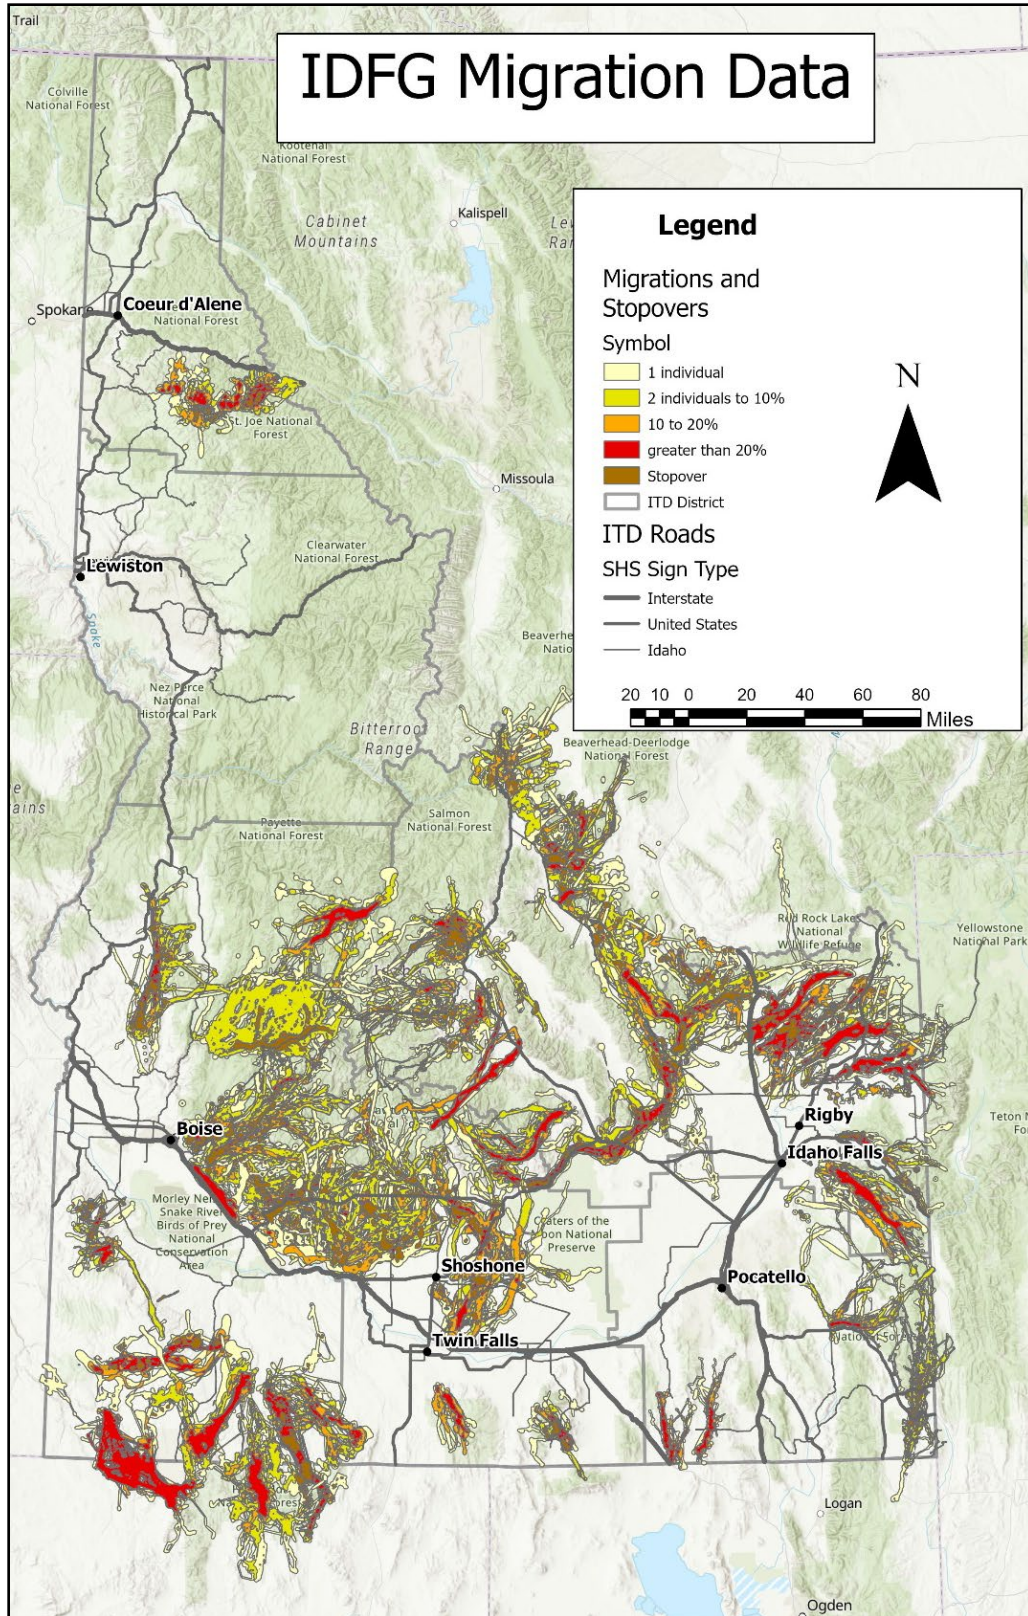 Trail
IDFG Migration Data
Colville
National Forest
Kootenai
National Forest
Cabinet
Mountains
Kalispell
Legend
Migrations and
Stopovers
Symbol
1 individual
2 individuals to 10%
10 to 20%
greater than 20%
Stopover
ITD District
ITD Roads
SHS Sign Type
Interstate
United States
Idaho
N
20 10 0 20 40 60 80
Miles
Spokane
Coeur d'Alene
National Forest
St. Joe National
Forest
Missoula
Clearwater
National Forest
Lewiston
Snake
Nez Perce
National
Historical Park
Bitterroot
Range
Beaverhead-Deerlodge
National Forest
Salmon
National Forest
Payette
National Forest
Red Rock Lakes
National
Wildlife Refuge
Yellowstone
National Park
Rigby
Idaho Falls
Boise
Morley Ne
Snake River
Birds of Prey
National
Conservation
Area
Craters of the
Moon National
Preserve
Shoshone
Pocatello
Twin Falls
Logan
Ogden